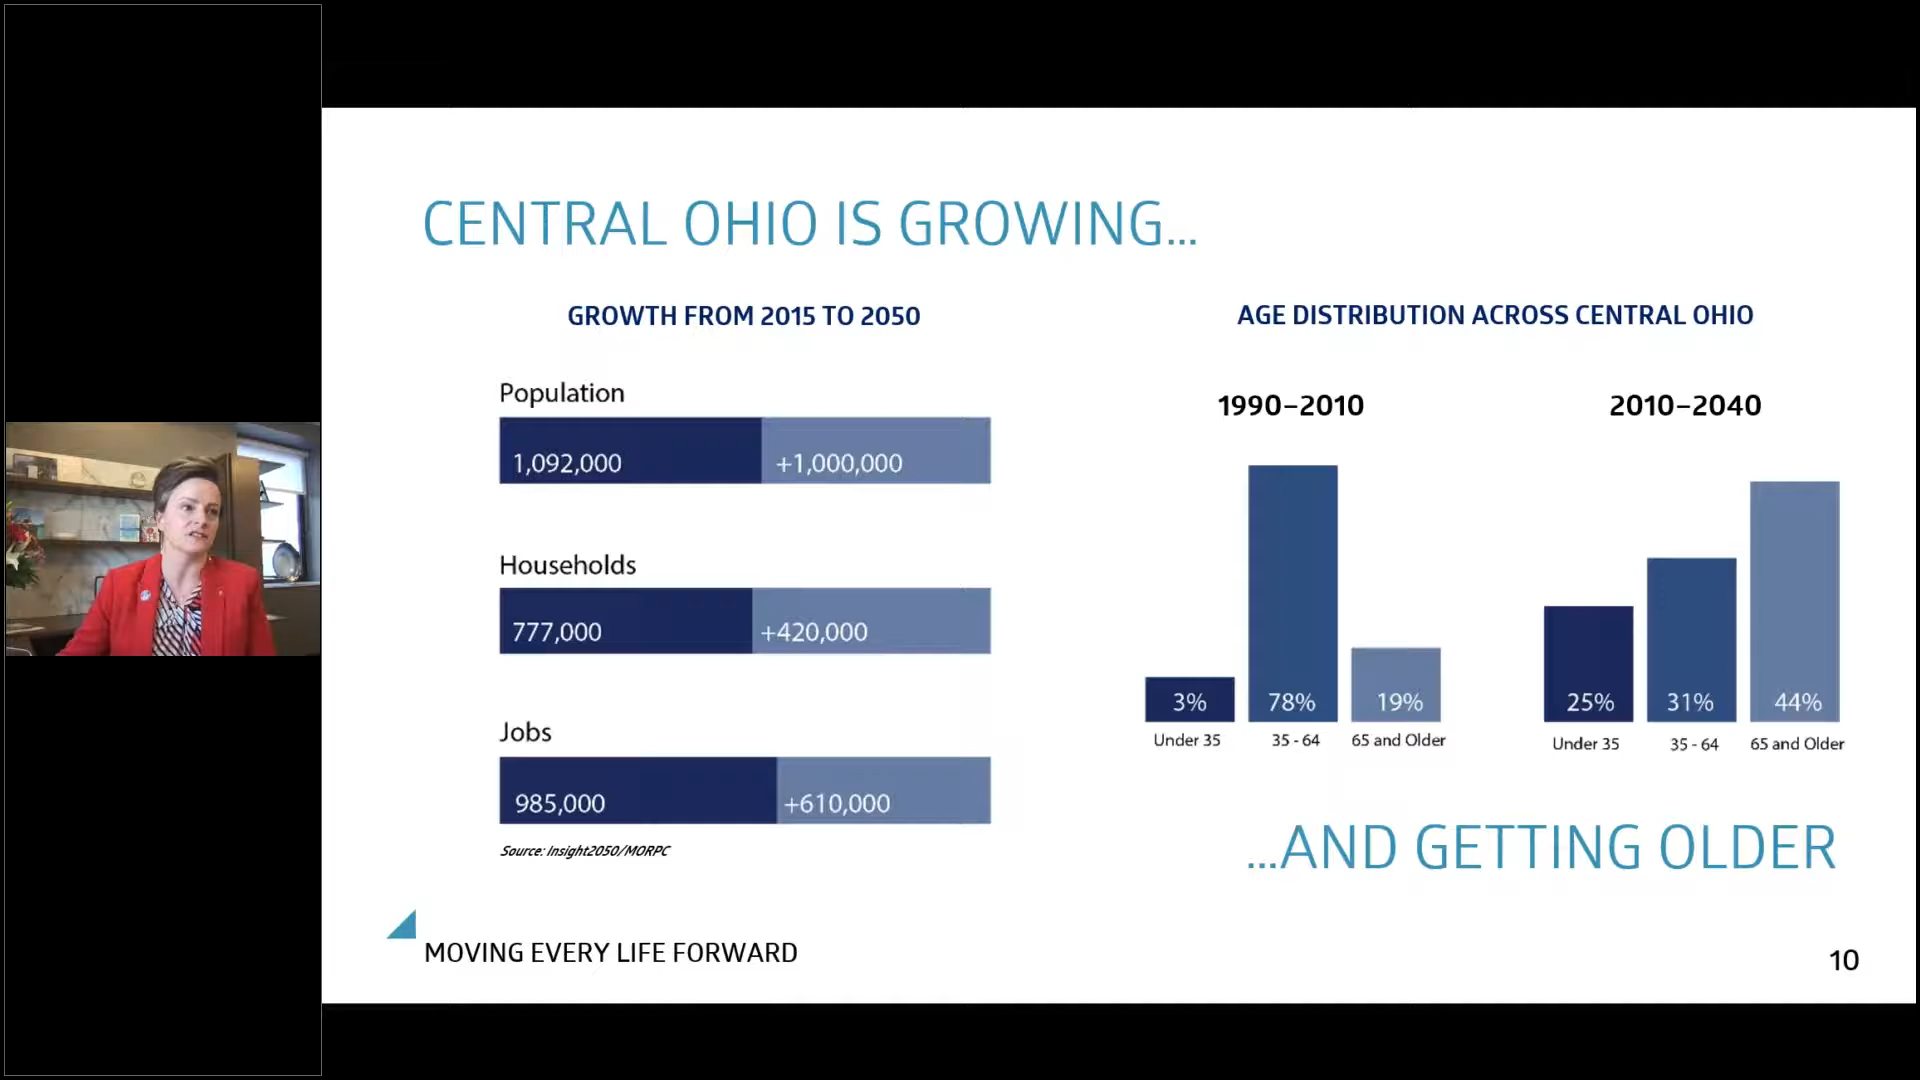 CENTRAL OHIO IS GROWING...
GROWTH FROM 2015 TO 2050
Population
1,092,000 +1,000,000
Households
777,000 +420,000
Jobs
985,000 +610,000
Source: Insight2050/MORPC
AGE DISTRIBUTION ACROSS CENTRAL OHIO
1990–2010
3% 78% 19%
Under 35 35 - 64 65 and Older
2010–2040
25% 31% 44%
Under 35 35 - 64 65 and Older
...AND GETTING OLDER
MOVING EVERY LIFE FORWARD
10